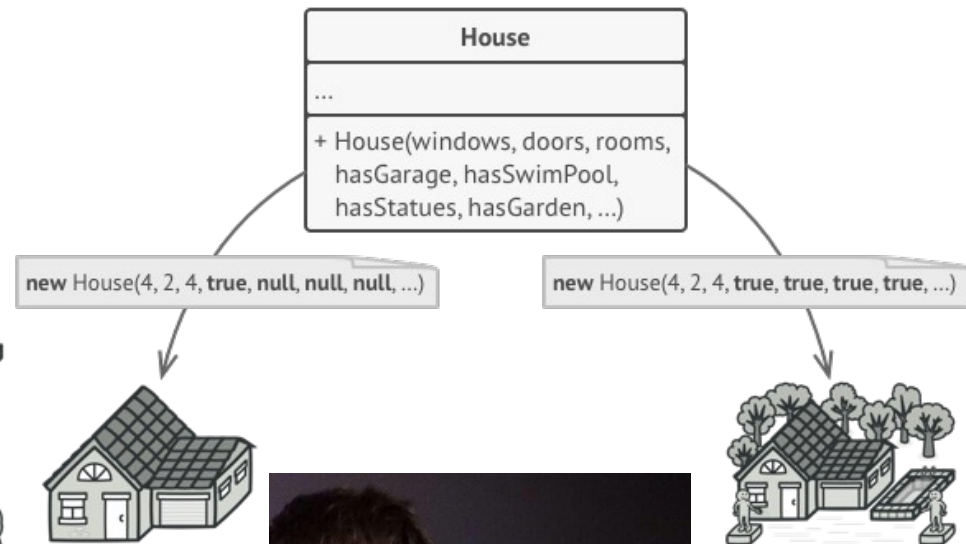 House
...
+ House(windows, doors, rooms,
hasGarage, hasSwimPool,
hasStatues, hasGarden, ...)
new House(4, 2, 4, true, null, null, null, ...)
new House(4, 2, 4, true, true, true, true, ...)